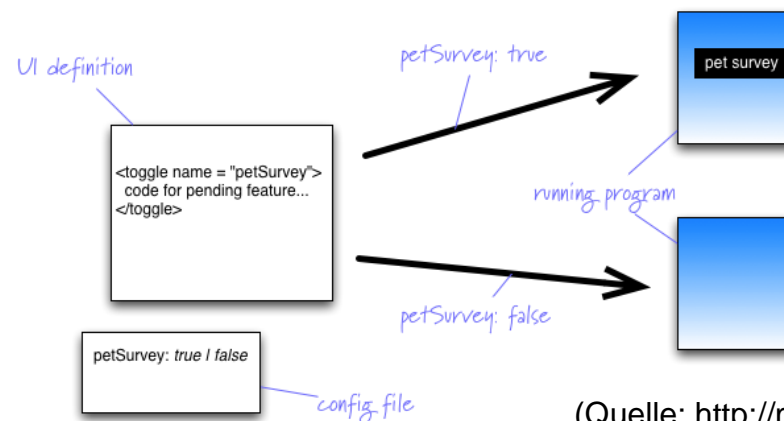 UI definition
petSurvey: true
pet survey
<toggle name = "petSurvey">
code for pending feature...
</toggle>
running program
petSurvey: false
petSurvey: true | false
config file
(Quelle: http://